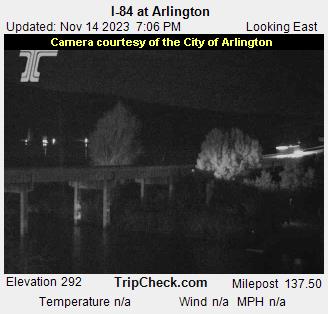 I-84 at Arlington
Updated: Nov 14 2023 7:06 PM Looking East
Camera courtesy of the City of Arlington
Elevation 292 TripCheck.com Milepost 137.50
Temperature n/a Wind n/a MPH n/a